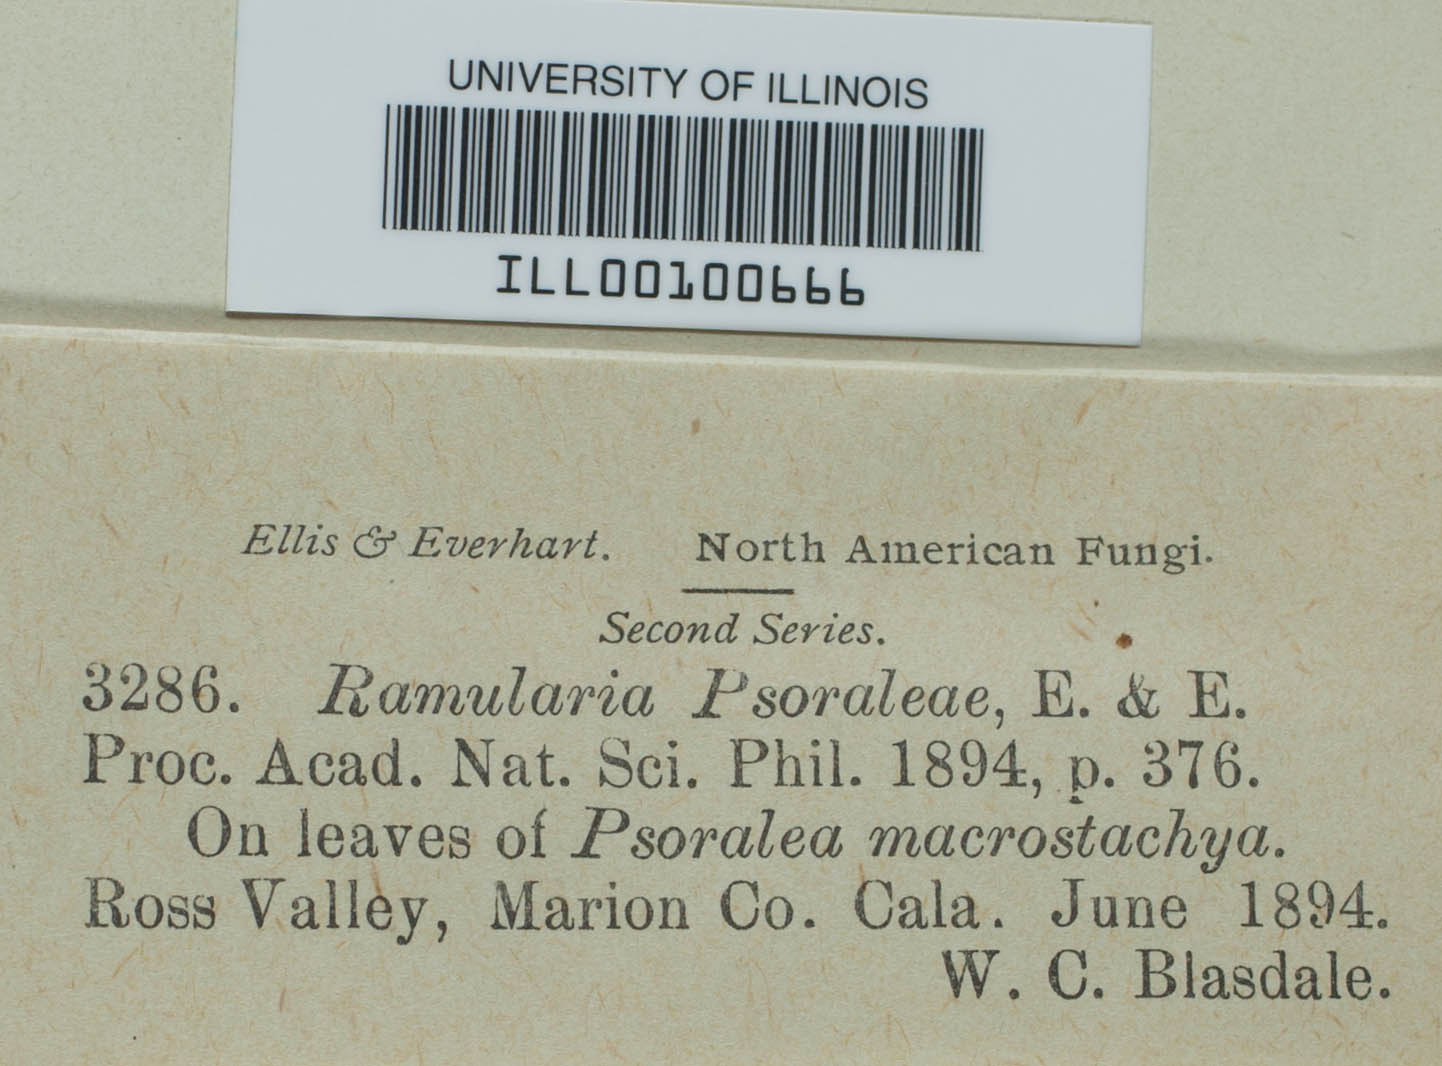 UNIVERSITY OF ILLINOIS
ILL00100666
Ellis & Everhart. North American Fungi.
Second Series.
3286. Ramularia Psoraleae, E. & E.
Proc. Acad. Nat. Sci. Phil. 1894, p. 376.
On leaves of Psoralea macrostachya.
Ross Valley, Marion Co. Cala. June 1894.
W. C. Blasdale.